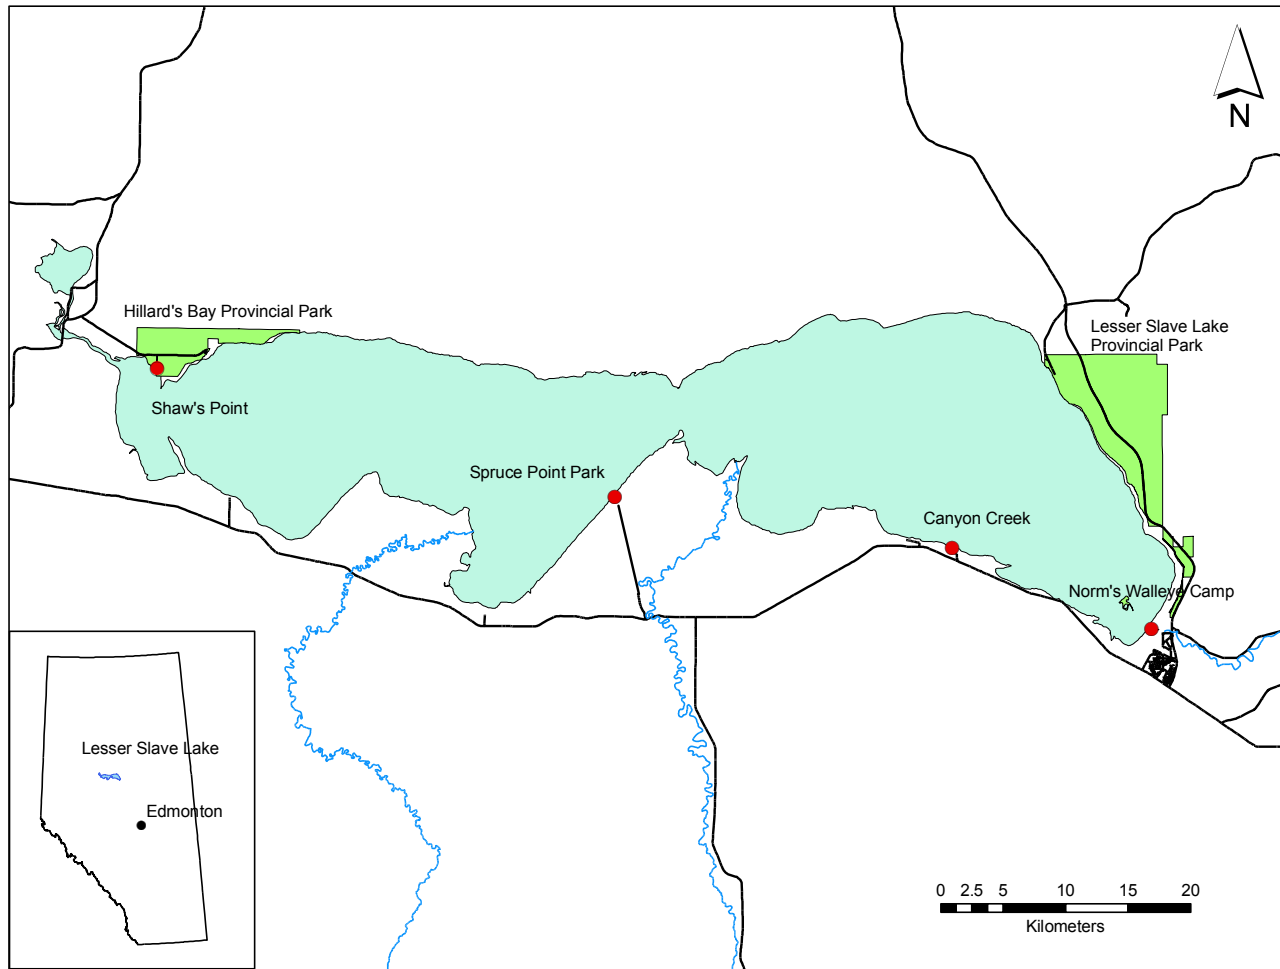 N
Hillard's Bay Provincial Park
Lesser Slave Lake
Provincial Park
Shaw's Point
Spruce Point Park
Canyon Creek
Norm's Walleye Camp
Lesser Slave Lake
Edmonton
0 2.5 5 10 15 20
Kilometers